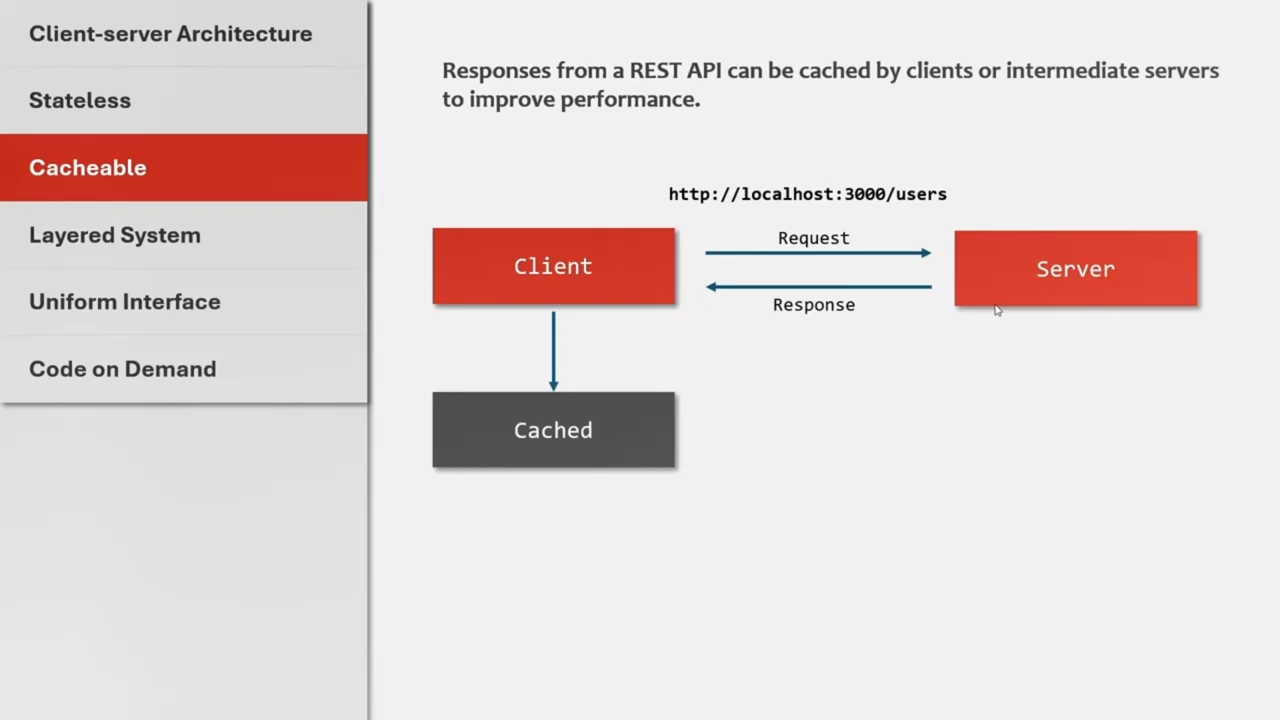 Client-server Architecture
Stateless
Cacheable
Layered System
Uniform Interface
Code on Demand
Responses from a REST API can be cached by clients or intermediate servers
to improve performance.
http://localhost:3000/users
Client
Request
Response
Server
Cached